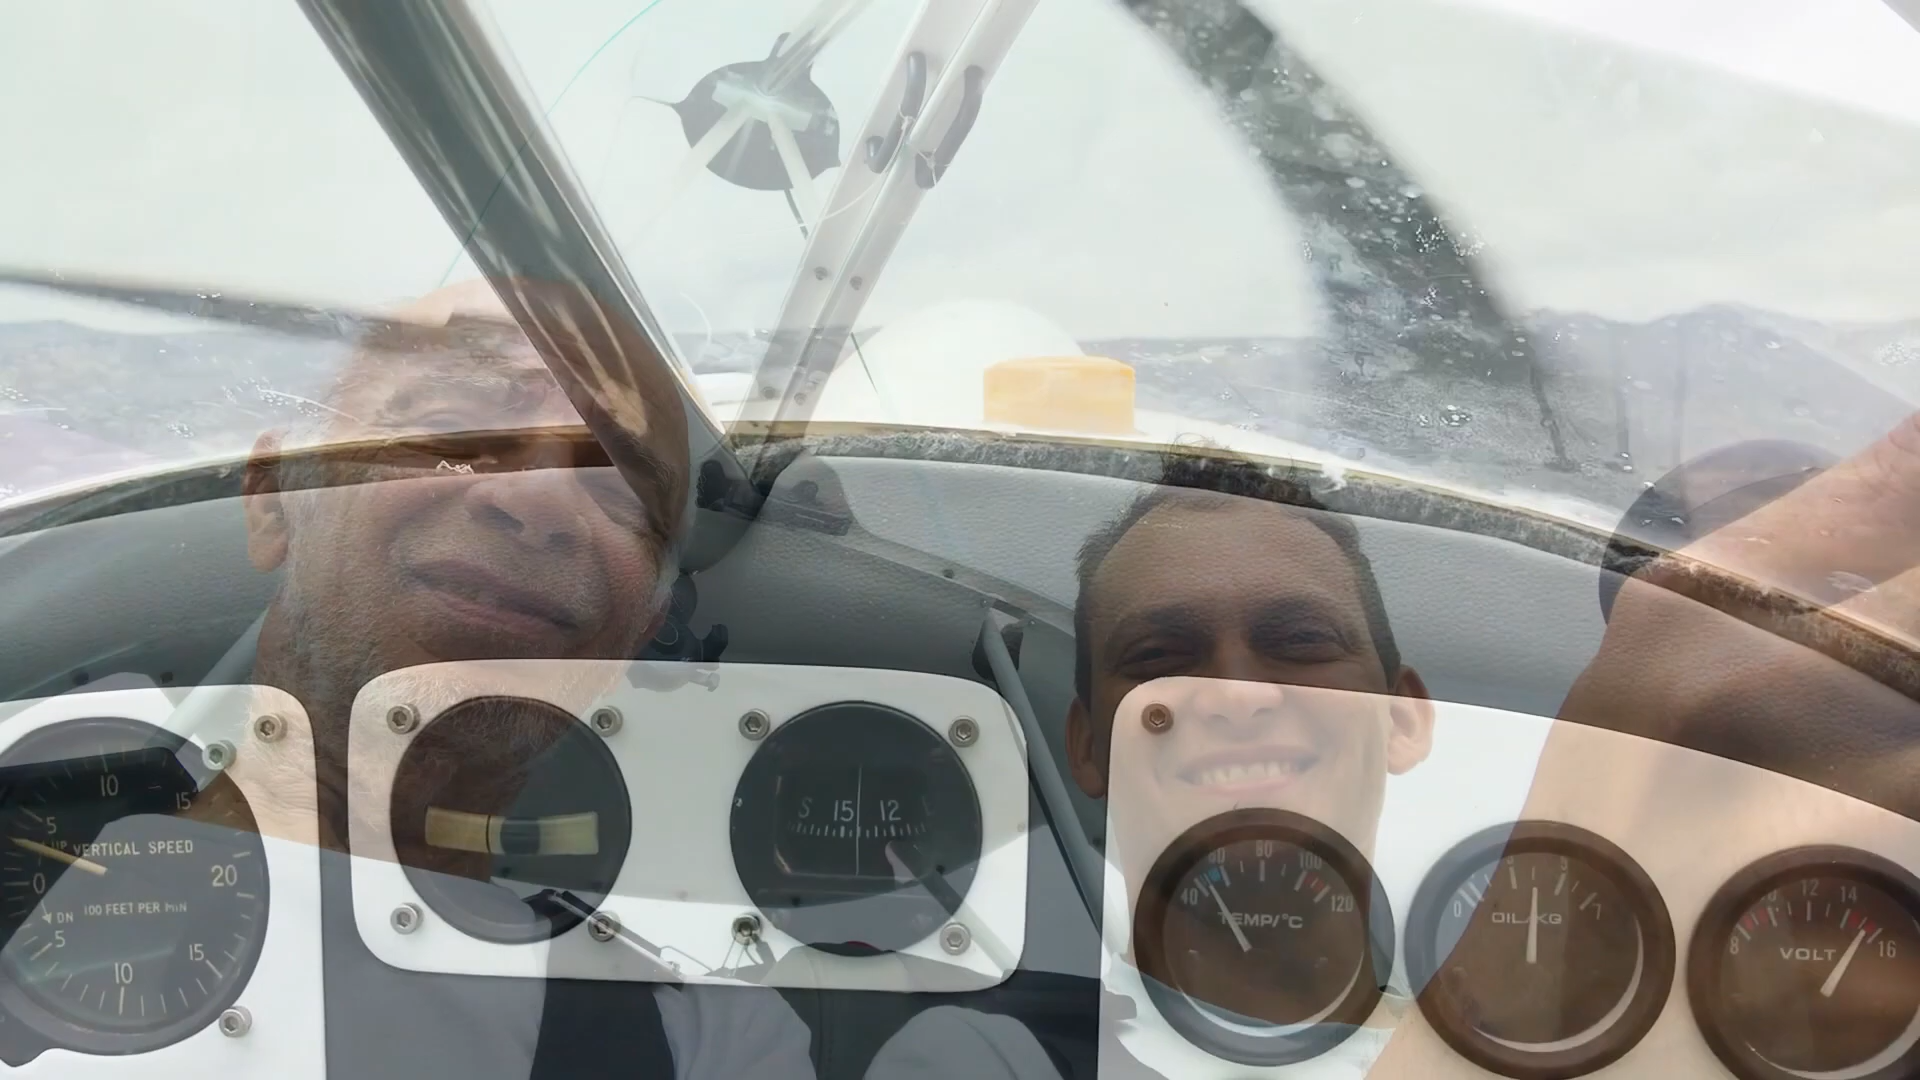 10
15
5
UP VERTICAL SPEED
0
20
DN 100 FEET PER MIN
5
15
10
S 15 12 E
60 80 100
40 120
TEMP/°C
0
OIL/KG
10 12 14
8 16
VOLT